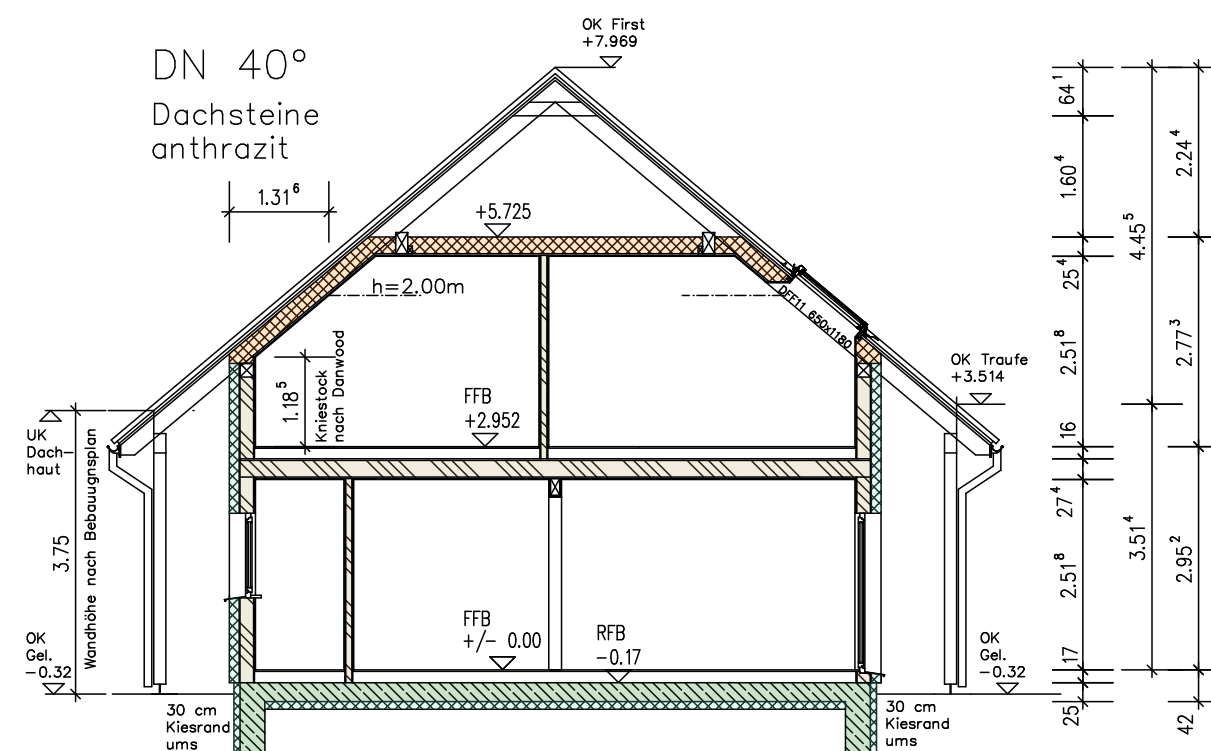 OK First
+7.969
DN 40°
Dachsteine
anthrazit
1.31⁶
+5.725
h=2.00m
DFF11 650x1180
1.18⁵
Kniestock
nach Danwood
FFB
+2.952
OK Traufe
+3.514
UK
Dach-
haut
3.75
Wandhöhe nach Bebauugnsplan
OK
Gel.
-0.32
FFB
+/- 0.00
RFB
-0.17
OK
Gel.
-0.32
30 cm
Kiesrand
ums
30 cm
Kiesrand
ums
64¹
1.60⁴
25⁴
2.51⁸
16
27⁴
2.51⁸
17
25
4.45⁵
3.51⁴
2.24⁴
2.77³
2.95²
42